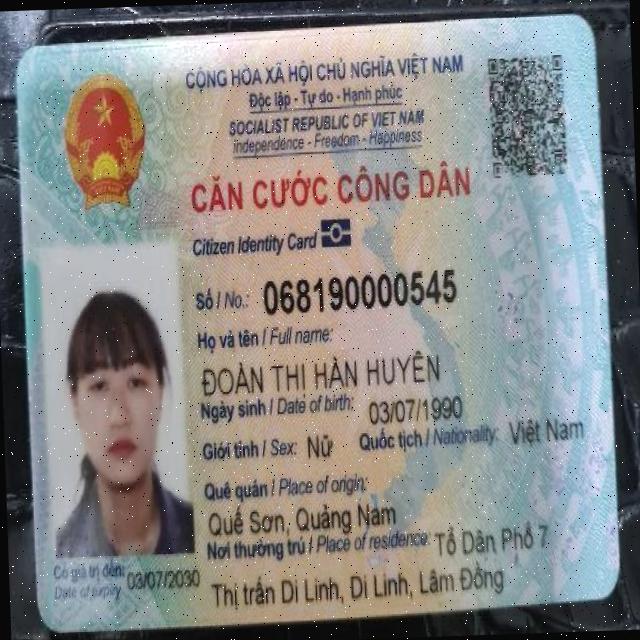 CỘNG HÒA XÃ HỘI CHỦ NGHĨA VIỆT NAM
Độc lập - Tự do - Hạnh phúc
SOCIALIST REPUBLIC OF VIET NAM
Independence - Freedom - Happiness
CĂN CƯỚC CÔNG DÂN
Citizen Identity Card
Số / No.: 068190000545
Họ và tên / Full name:
ĐOÀN THỊ HÀN HUYÊN
Ngày sinh / Date of birth: 03/07/1990
Giới tính / Sex: Nữ Quốc tịch / Nationality: Việt Nam
Quê quán / Place of origin:
Quế Sơn, Quảng Nam
Nơi thường trú / Place of residence: Tổ Dân Phố 7
Thị trấn Di Linh, Di Linh, Lâm Đồng
Có giá trị đến: 03/07/2030
Date of expiry